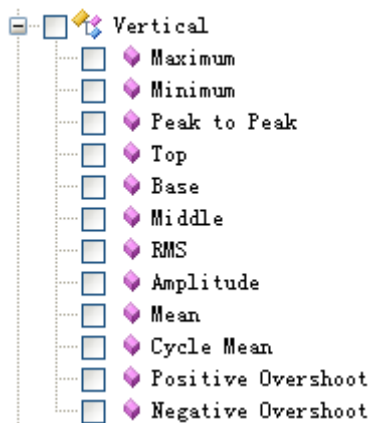 Vertical
Maximum
Minimum
Peak to Peak
Top
Base
Middle
RMS
Amplitude
Mean
Cycle Mean
Positive Overshoot
Negative Overshoot